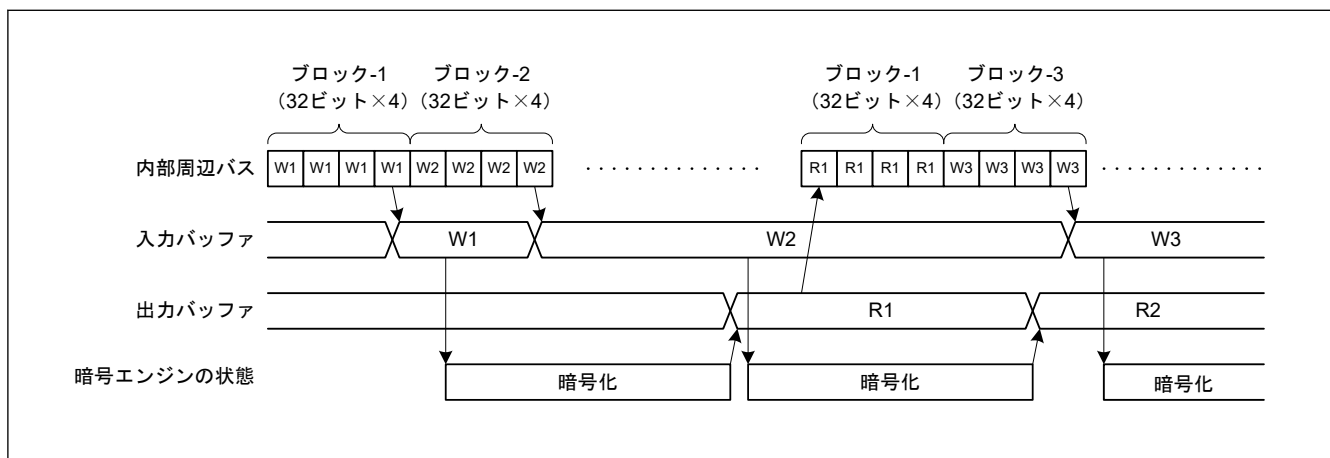 ブロック-1 ブロック-2 ブロック-1 ブロック-3
（32ビット×4）（32ビット×4） （32ビット×4）（32ビット×4）
内部周辺バス W1 W1 W1 W1 W2 W2 W2 W2 ・・・・・・・・・・・・・ R1 R1 R1 R1 W3 W3 W3 W3 ・・・・・・・・・・・・
入力バッファ W1 W2 W3
出力バッファ R1 R2
暗号エンジンの状態 暗号化 暗号化 暗号化